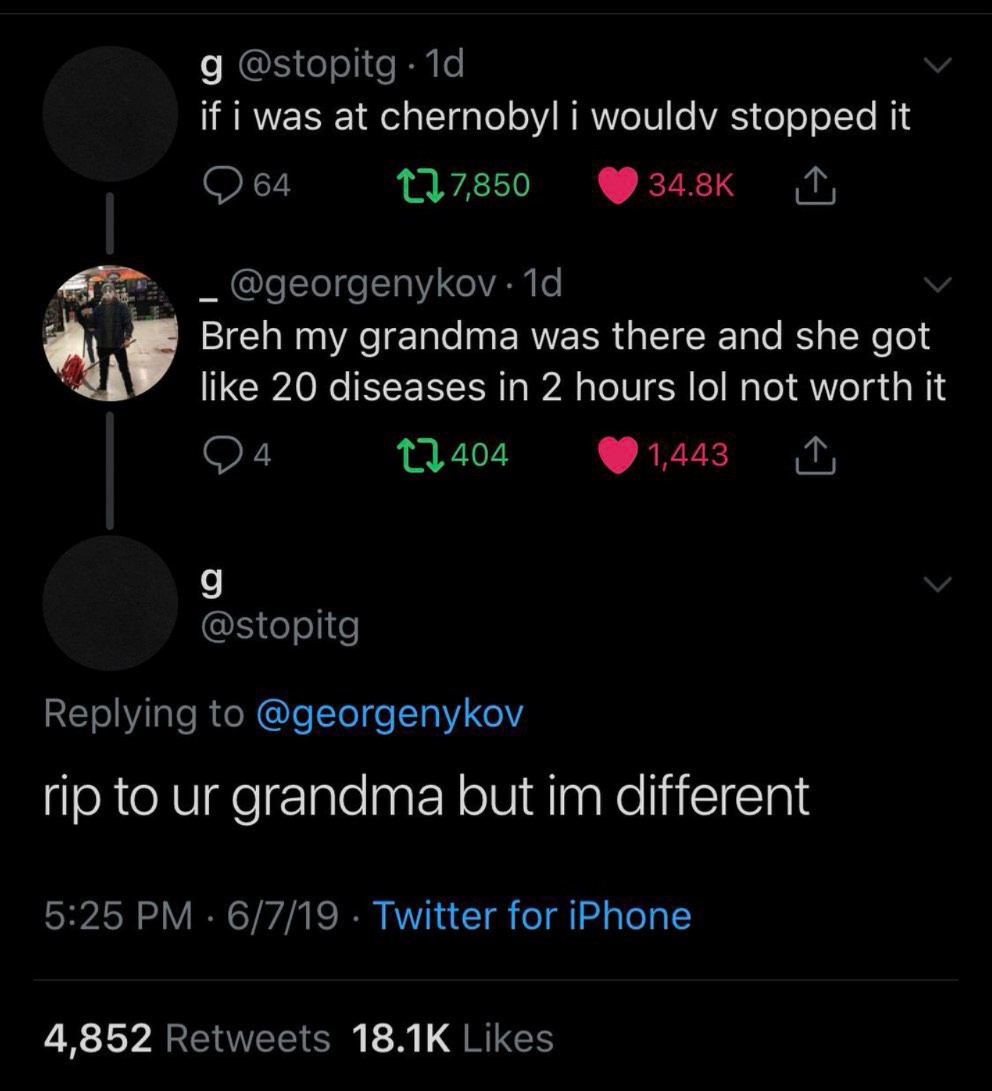 g @stopitg · 1d
if i was at chernobyl i wouldv stopped it
64 7,850 34.8K
_ @georgenykov · 1d
Breh my grandma was there and she got
like 20 diseases in 2 hours lol not worth it
4 404 1,443
g
@stopitg
Replying to @georgenykov
rip to ur grandma but im different
5:25 PM · 6/7/19 · Twitter for iPhone
4,852 Retweets 18.1K Likes